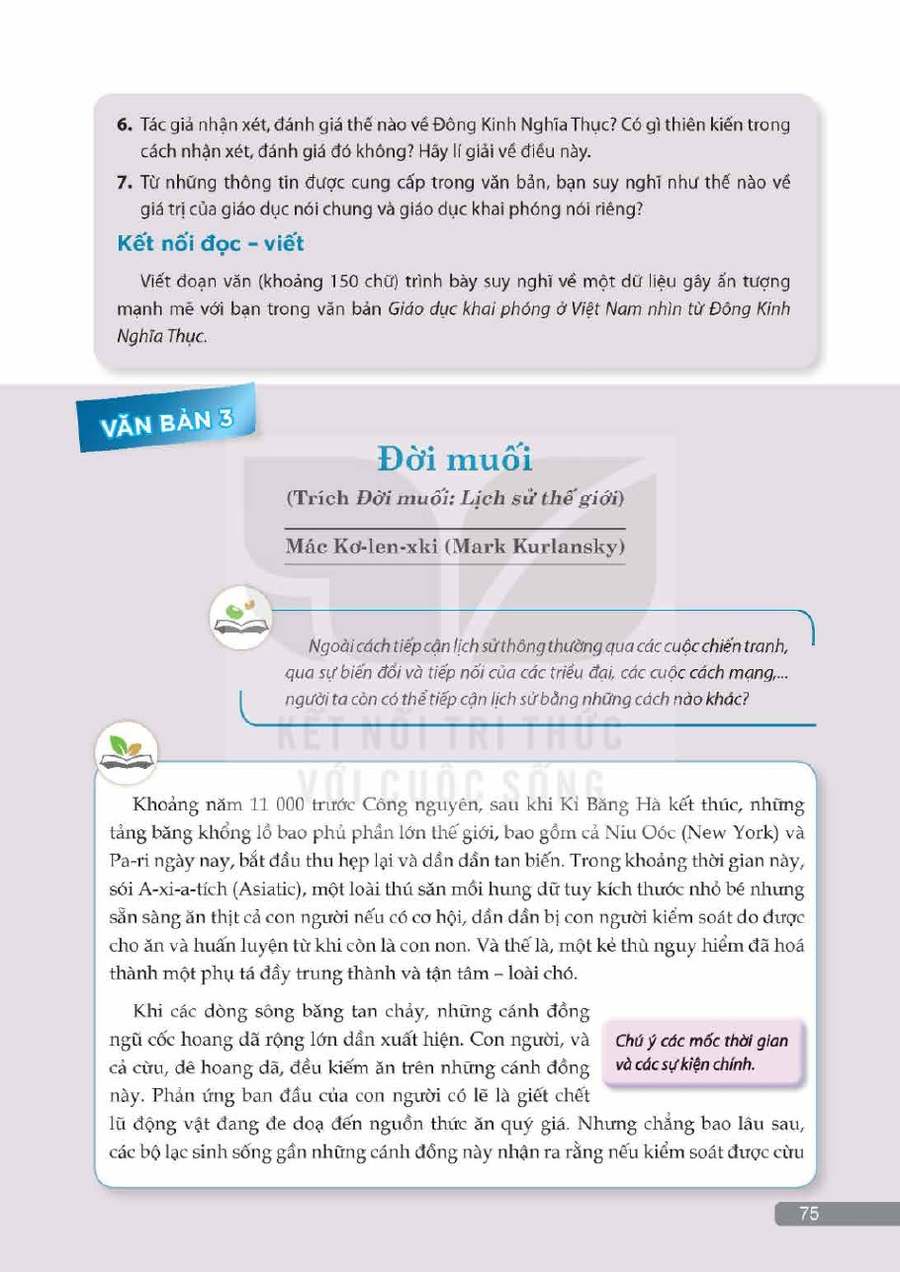 6. Tác giả nhận xét, đánh giá thế nào về Đông Kinh Nghĩa Thục? Có gì thiên kiến trong
cách nhận xét, đánh giá đó không? Hãy lí giải về điều này.
7. Từ những thông tin được cung cấp trong văn bản, bạn suy nghĩ như thế nào về
giá trị của giáo dục nói chung và giáo dục khai phóng nói riêng?
Kết nối đọc – viết
Viết đoạn văn (khoảng 150 chữ) trình bày suy nghĩ về một dữ liệu gây ấn tượng
mạnh mẽ với bạn trong văn bản Giáo dục khai phóng ở Việt Nam nhìn từ Đông Kinh
Nghĩa Thục.
VĂN BẢN 3
Đời muối
(Trích Đời muối: Lịch sử thế giới)
Mác Kơ-len-xki (Mark Kurlansky)
Ngoài cách tiếp cận lịch sử thông thường qua các cuộc chiến tranh,
qua sự biến đổi và tiếp nối của các triều đại, các cuộc cách mạng,...
người ta còn có thể tiếp cận lịch sử bằng những cách nào khác?
KẾT NỐI TRI THỨC
VỚI CUỘC SỐNG
Khoảng năm 11 000 trước Công nguyên, sau khi Kỉ Băng Hà kết thúc, những
tảng băng khổng lồ bao phủ phần lớn thế giới, bao gồm cả Niu Oóc (New York) và
Pa-ri ngày nay, bắt đầu thu hẹp lại và dần dần tan biến. Trong khoảng thời gian này,
sói A-xi-a-tích (Asiatic), một loài thú săn mồi hung dữ tuy kích thước nhỏ bé nhưng
sẵn sàng ăn thịt cả con người nếu có cơ hội, dần dần bị con người kiểm soát do được
cho ăn và huấn luyện từ khi còn là con non. Và thế là, một kẻ thù nguy hiểm đã hoá
thành một phụ tá đầy trung thành và tận tâm – loài chó.
Khi các dòng sông băng tan chảy, những cánh đồng
ngũ cốc hoang dã rộng lớn dần xuất hiện. Con người, và
cả cừu, dê hoang dã, đều kiếm ăn trên những cánh đồng
này. Phản ứng ban đầu của con người có lẽ là giết chết
lũ động vật đang đe doạ đến nguồn thức ăn quý giá. Nhưng chẳng bao lâu sau,
các bộ lạc sinh sống gần những cánh đồng này nhận ra rằng nếu kiểm soát được cừu
Chú ý các mốc thời gian
và các sự kiện chính.
75